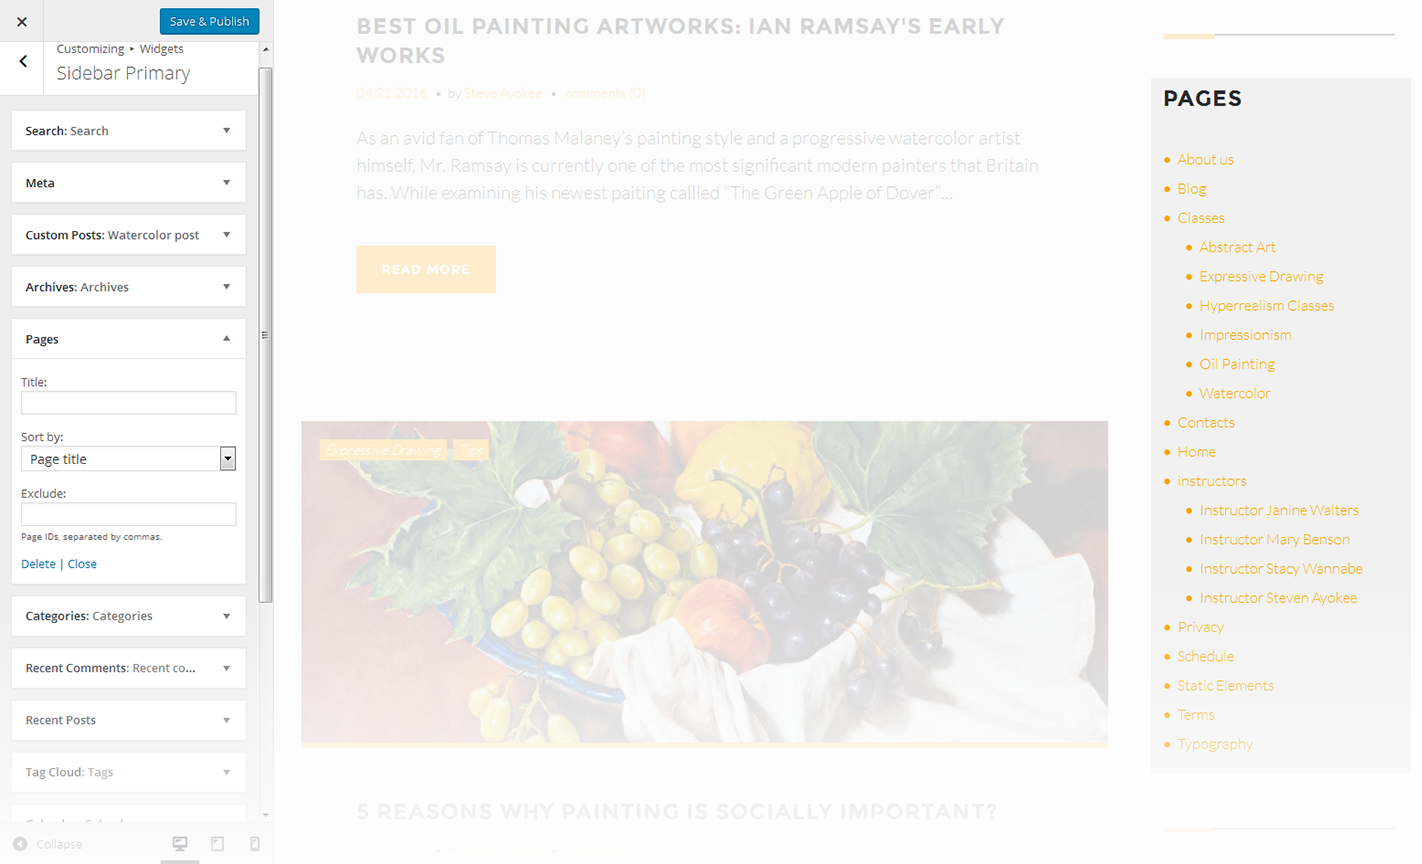 Save & Publish
Customizing ▸ Widgets
Sidebar Primary
Search: Search
Meta
Custom Posts: Watercolor post
Archives: Archives
Pages
Title:
Sort by:
Page title
Exclude:
Page IDs, separated by commas.
Delete | Close
Categories: Categories
Recent Comments: Recent co...
Recent Posts
Tag Cloud: Tags
Collapse
BEST OIL PAINTING ARTWORKS: IAN RAMSAY'S EARLY
WORKS
04.21.2016 • by Steve Ayokee • comments (0)
As an avid fan of Thomas Malaney's painting style and a progressive watercolor artist
himself, Mr. Ramsay is currently one of the most significant modern painters that Britain
has. While examining his newest paiting callled “The Green Apple of Dover”...
READ MORE
Expressive Drawing Tips
5 REASONS WHY PAINTING IS SOCIALLY IMPORTANT?
PAGES
• About us
• Blog
• Classes
• Abstract Art
• Expressive Drawing
• Hyperrealism Classes
• Impressionism
• Oil Painting
• Watercolor
• Contacts
• Home
• instructors
• Instructor Janine Walters
• Instructor Mary Benson
• Instructor Stacy Wannabe
• Instructor Steven Ayokee
• Privacy
• Schedule
• Static Elements
• Terms
• Typography